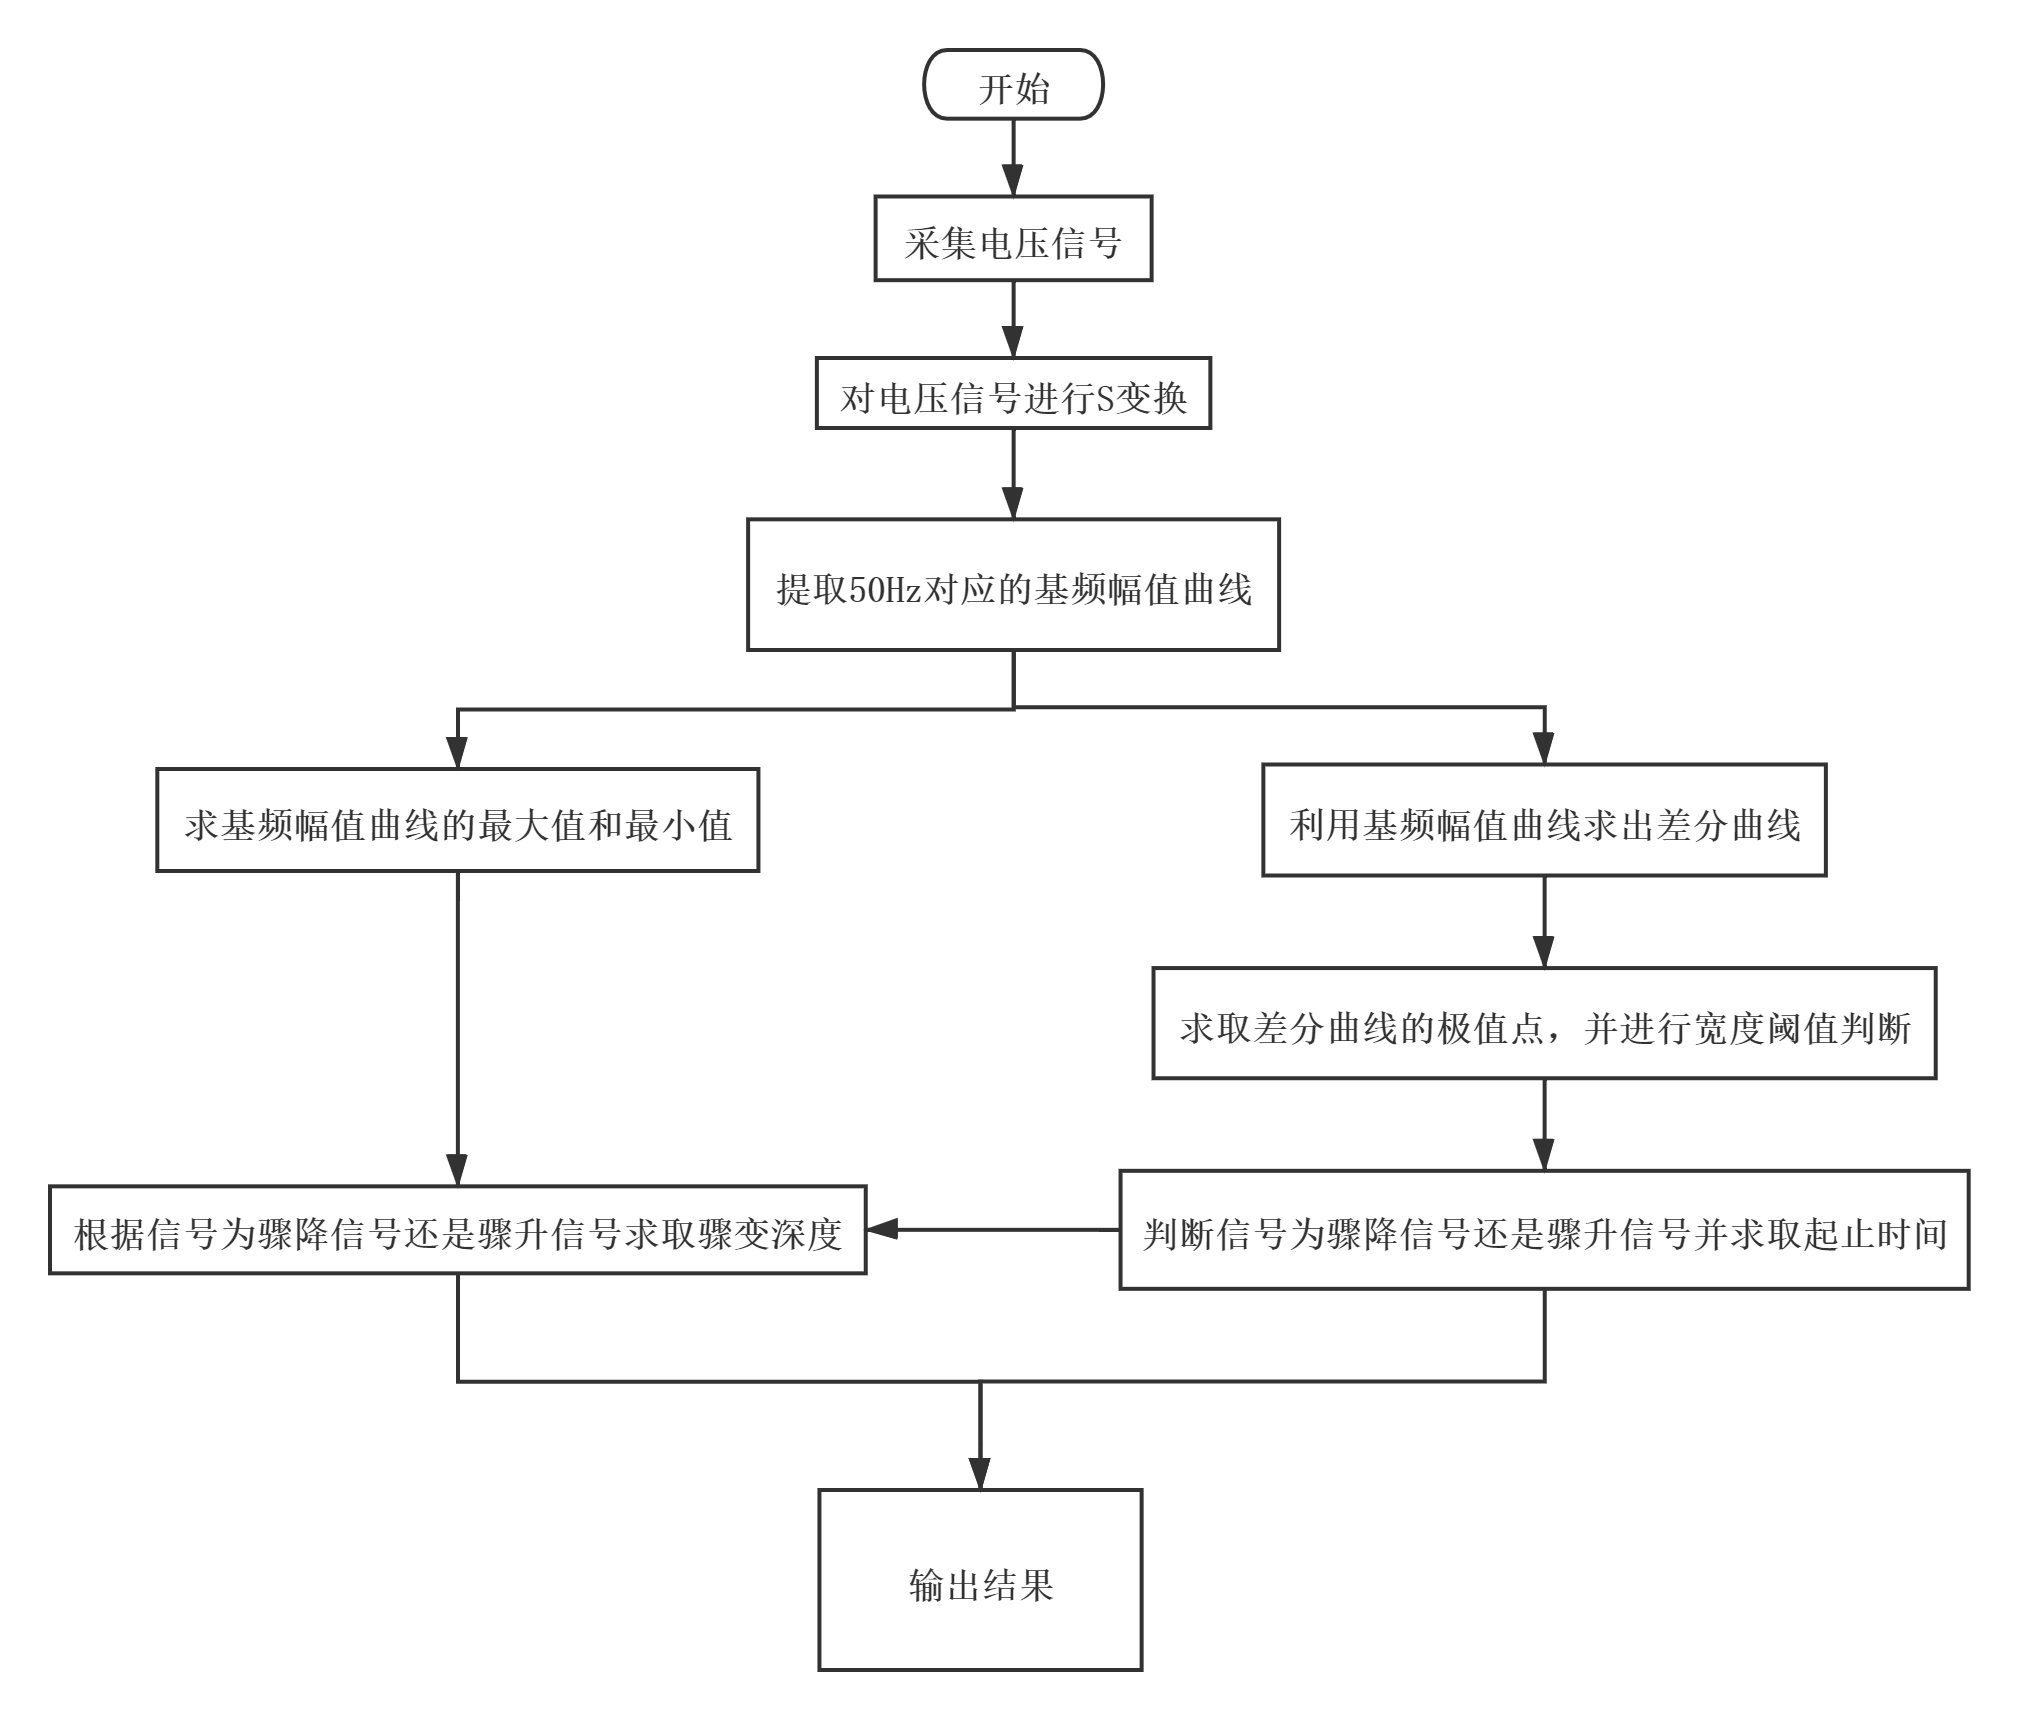 开始
采集电压信号
对电压信号进行S变换
提取50Hz对应的基频幅值曲线
求基频幅值曲线的最大值和最小值
利用基频幅值曲线求出差分曲线
求取差分曲线的极值点，并进行宽度阈值判断
根据信号为骤降信号还是骤升信号求取骤变深度
判断信号为骤降信号还是骤升信号并求取起止时间
输出结果